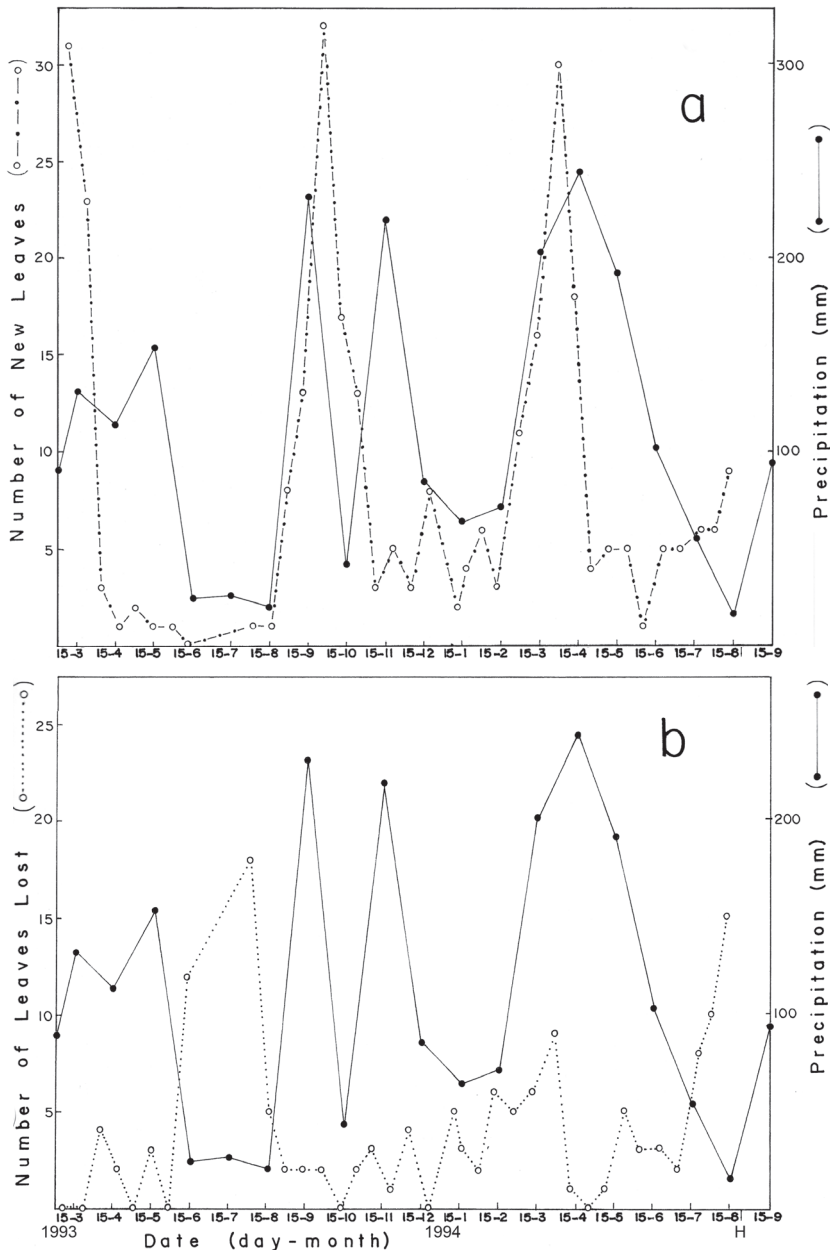 a
Number of New Leaves (o—•—•—o)
30
25
20
15
10
5
300
200
100
Precipitation (mm) (•——•)
15-3 15-4 15-5 15-6 15-7 15-8 15-9 15-10 15-11 15-12 15-1 15-2 15-3 15-4 15-5 15-6 15-7 15-8 15-9
b
Number of Leaves Lost (o........o)
25
20
15
10
5
200
100
Precipitation (mm) (•——•)
15-3 15-4 15-5 15-6 15-7 15-8 15-9 15-10 15-11 15-12 15-1 15-2 15-3 15-4 15-5 15-6 15-7 15-8 15-9
1993 1994 H
Date (day-month)